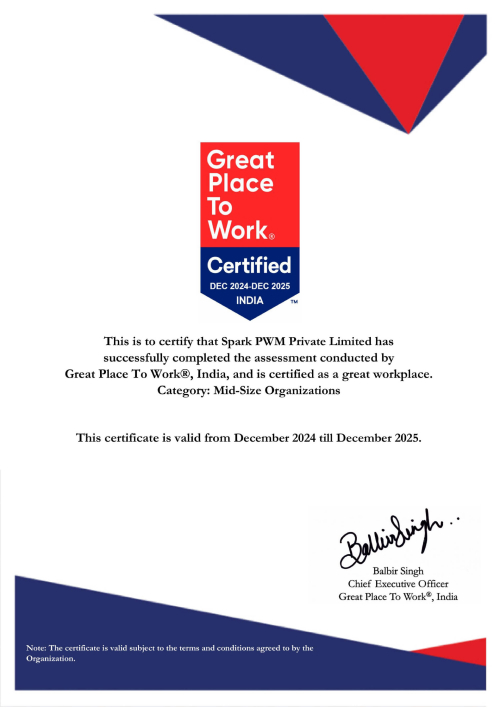 Great
Place
To
Work®
Certified
DEC 2024-DEC 2025
INDIA
™
This is to certify that Spark PWM Private Limited has
successfully completed the assessment conducted by
Great Place To Work®, India, and is certified as a great workplace.
Category: Mid-Size Organizations
This certificate is valid from December 2024 till December 2025.
Balbir Singh
Balbir Singh
Chief Executive Officer
Great Place To Work®, India
Note: The certificate is valid subject to the terms and conditions agreed to by the
Organization.